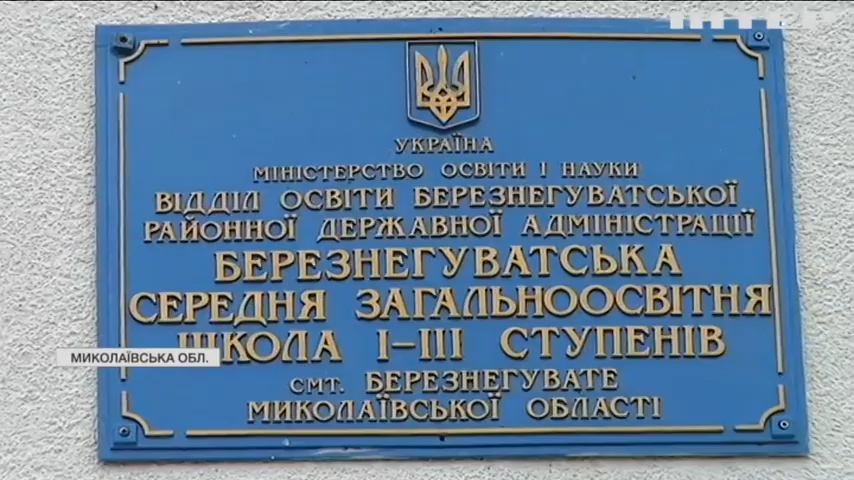 ІНТЕР
УКРАЇНА
МІНІСТЕРСТВО ОСВІТИ І НАУКИ
ВІДДІЛ ОСВІТИ БЕРЕЗНЕГУВАТСЬКОЇ
РАЙОННОЇ ДЕРЖАВНОЇ АДМІНІСТРАЦІЇ
БЕРЕЗНЕГУВАТСЬКА
СЕРЕДНЯ ЗАГАЛЬНООСВІТНЯ
ШКОЛА І-ІІІ СТУПЕНІВ
МИКОЛАЇВСЬКА ОБЛ.
СМТ. БЕРЕЗНЕГУВАТЕ
МИКОЛАЇВСЬКОЇ ОБЛАСТІ